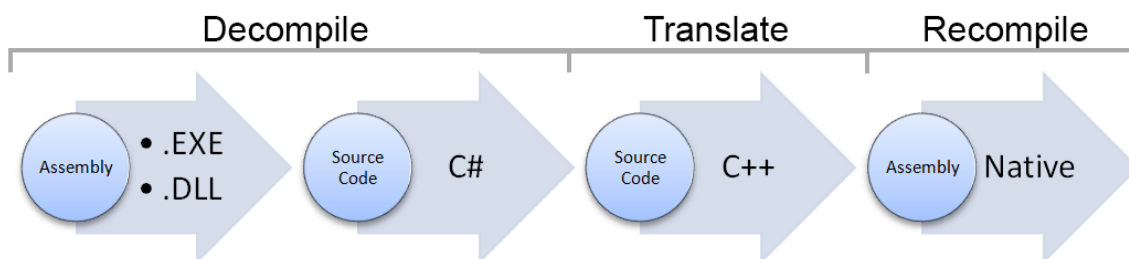 Decompile
Translate
Recompile
Assembly
• .EXE
• .DLL
Source
Code
C#
Source
Code
C++
Assembly
Native